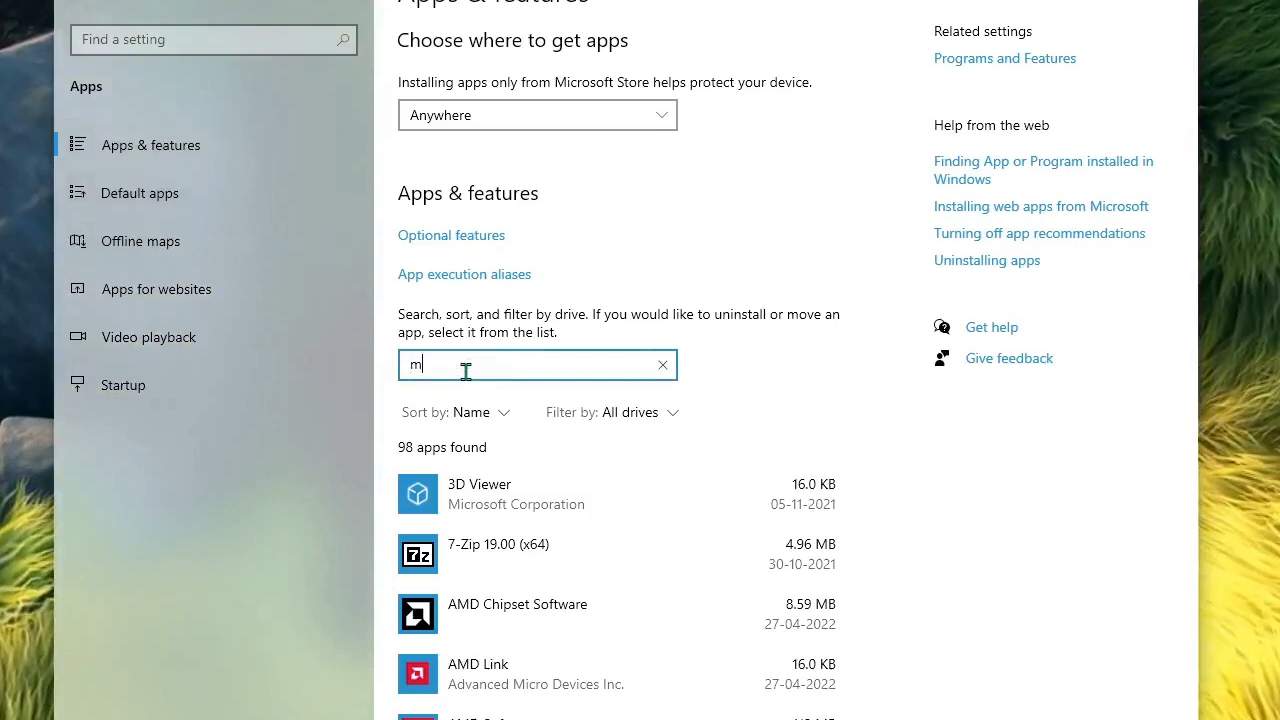 Apps & features
Find a setting
Apps
Apps & features
Default apps
Offline maps
Apps for websites
Video playback
Startup
Choose where to get apps
Installing apps only from Microsoft Store helps protect your device.
Anywhere
Apps & features
Optional features
App execution aliases
Search, sort, and filter by drive. If you would like to uninstall or move an
app, select it from the list.
m
Sort by: Name
Filter by: All drives
98 apps found
3D Viewer
16.0 KB
Microsoft Corporation
05-11-2021
7z
7-Zip 19.00 (x64)
4.96 MB
30-10-2021
AMD Chipset Software
8.59 MB
27-04-2022
AMD Link
16.0 KB
Advanced Micro Devices Inc.
27-04-2022
Related settings
Programs and Features
Help from the web
Finding App or Program installed in
Windows
Installing web apps from Microsoft
Turning off app recommendations
Uninstalling apps
Get help
Give feedback